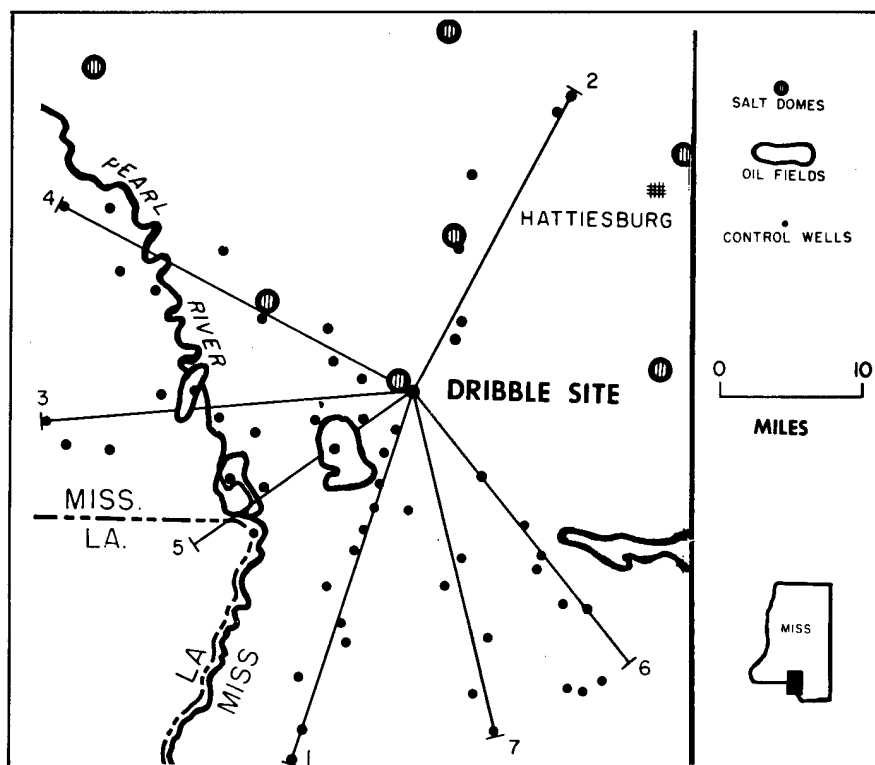 2
PEARL
4
HATTIESBURG
RIVER
3
DRIBBLE SITE
MISS.
LA.
5
LA
MISS
6
1
7
SALT DOMES
OIL FIELDS
CONTROL WELLS
0 10
MILES
MISS